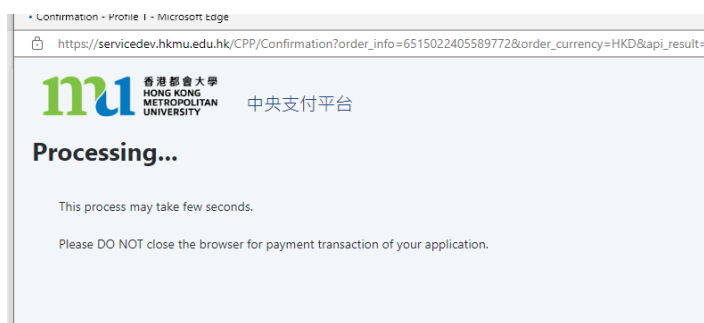 Confirmation - Profile 1 - Microsoft Edge
https://servicedev.hkmu.edu.hk/CPP/Confirmation?order_info=6515022405589772&order_currency=HKD&api_result=
香港都會大學
HONG KONG
METROPOLITAN
UNIVERSITY
中央支付平台
Processing...
This process may take few seconds.
Please DO NOT close the browser for payment transaction of your application.